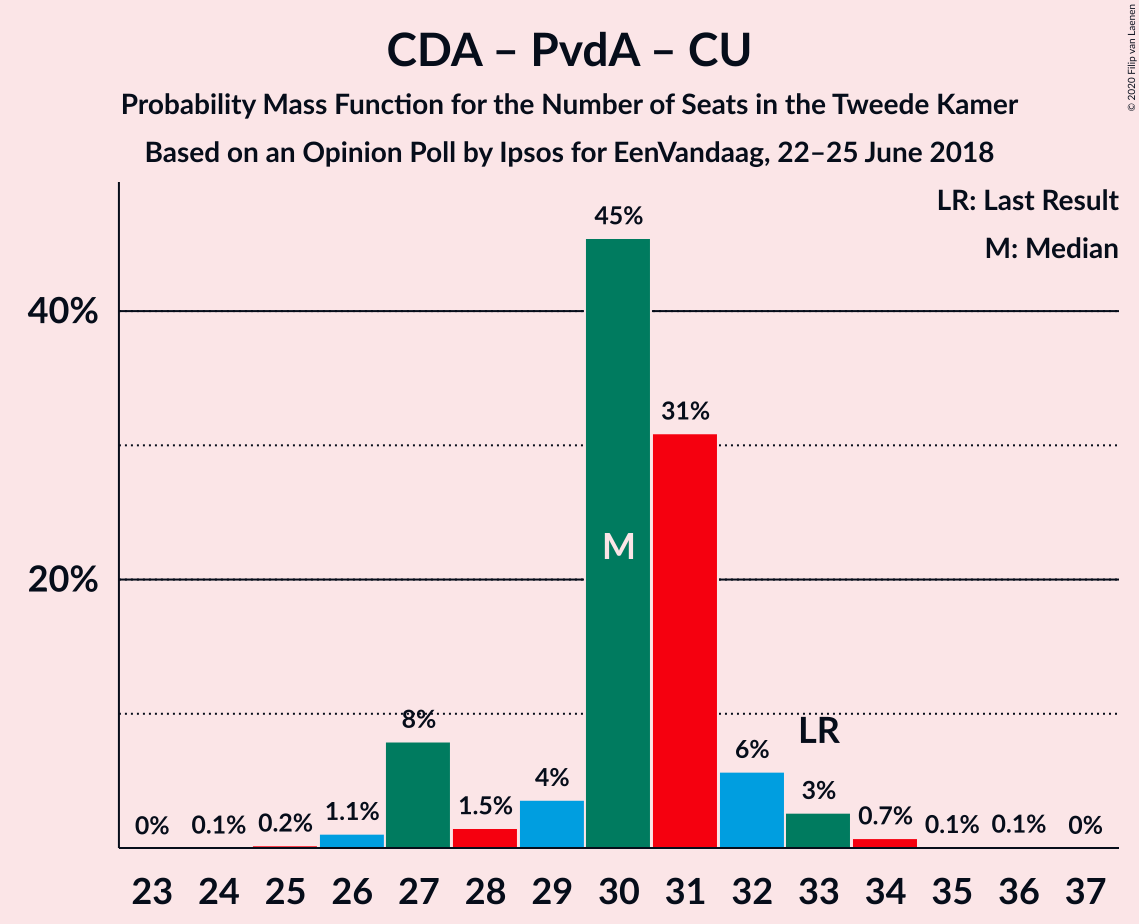 CDA – PvdA – CU
Probability Mass Function for the Number of Seats in the Tweede Kamer
Based on an Opinion Poll by Ipsos for EenVandaag, 22–25 June 2018
© 2020 Filip van Laenen
LR: Last Result
M: Median
40%
20%
0%
0.1%
0.2%
1.1%
8%
1.5%
4%
45%
31%
6%
3%
0.7%
0.1%
0.1%
0%
M
LR
23 24 25 26 27 28 29 30 31 32 33 34 35 36 37